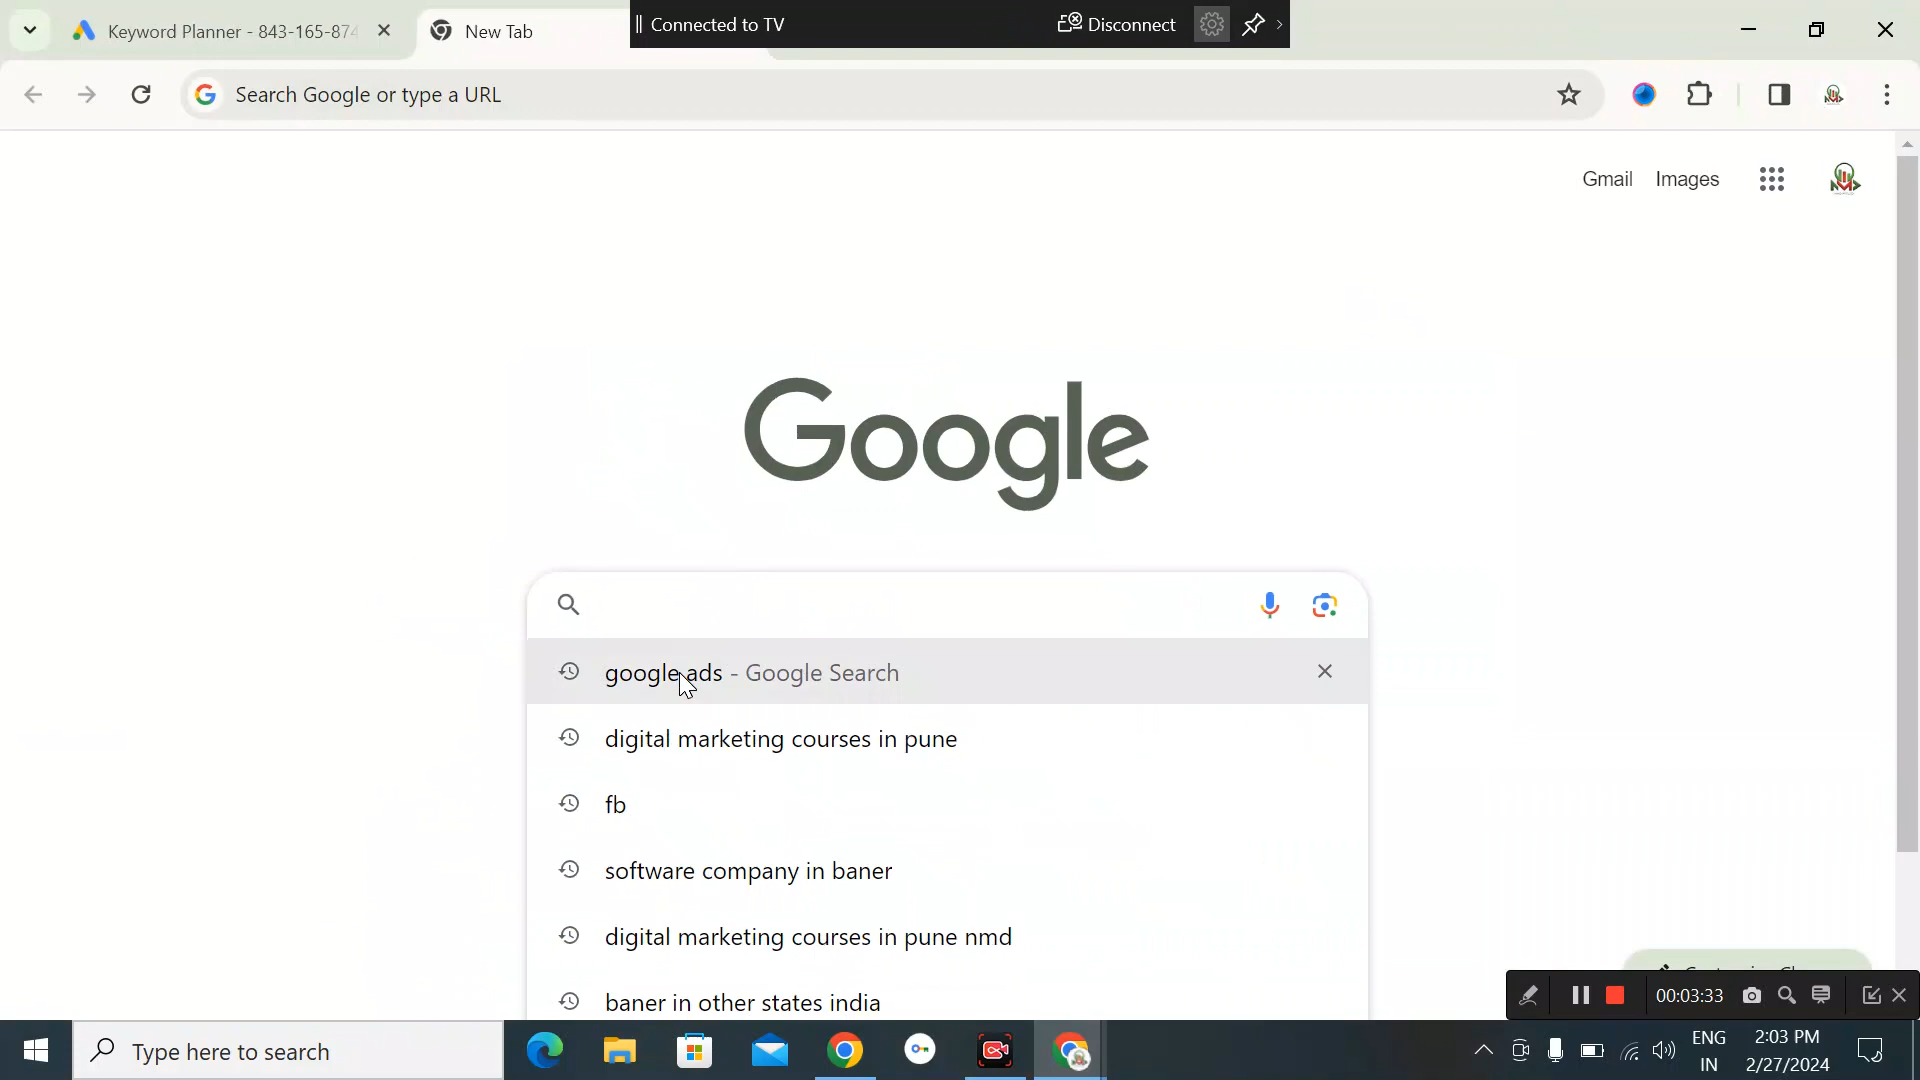 Keyword Planner - 843-165-874
New Tab
Connected to TV
Disconnect
Search Google or type a URL
Gmail
Images
Google
google ads - Google Search
digital marketing courses in pune
fb
software company in baner
digital marketing courses in pune nmd
baner in other states india
00:03:33
Type here to search
ENG
IN
2:03 PM
2/27/2024